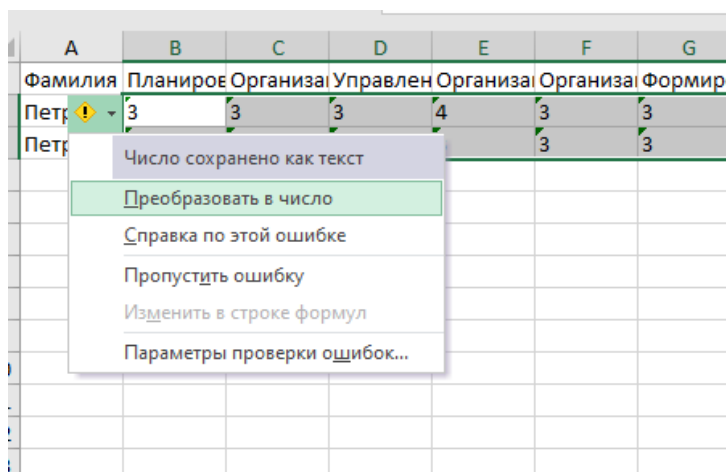 A B C D E F G
Фамилия Планиров Организа Управлен Организа Организа Формир
Петр 3 3 3 4 3 3
Петр 3 3
Число сохранено как текст
Преобразовать в число
Справка по этой ошибке
Пропустить ошибку
Изменить в строке формул
Параметры проверки ошибок...